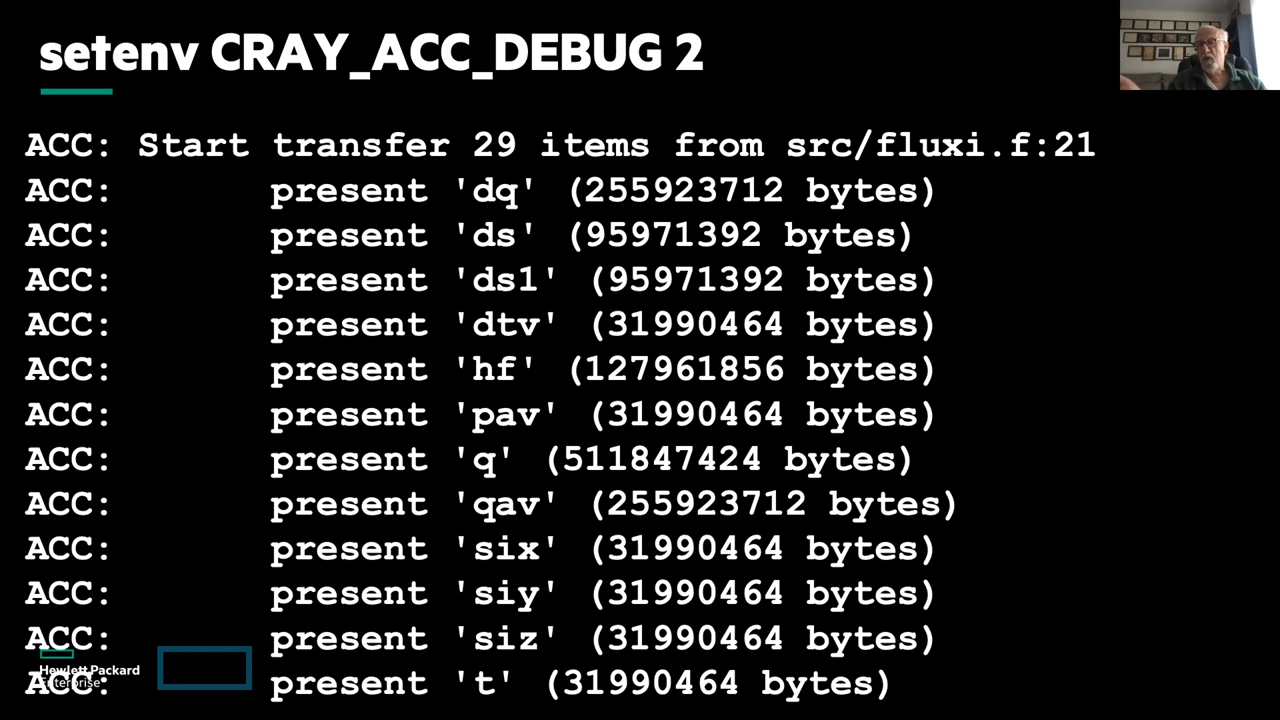 setenv CRAY_ACC_DEBUG 2
ACC: Start transfer 29 items from src/fluxi.f:21
ACC: present 'dq' (255923712 bytes)
ACC: present 'ds' (95971392 bytes)
ACC: present 'ds1' (95971392 bytes)
ACC: present 'dtv' (31990464 bytes)
ACC: present 'hf' (127961856 bytes)
ACC: present 'pav' (31990464 bytes)
ACC: present 'q' (511847424 bytes)
ACC: present 'qav' (255923712 bytes)
ACC: present 'six' (31990464 bytes)
ACC: present 'siy' (31990464 bytes)
ACC: present 'siz' (31990464 bytes)
Hewlett Packard
Enterprise
ACC: present 't' (31990464 bytes)